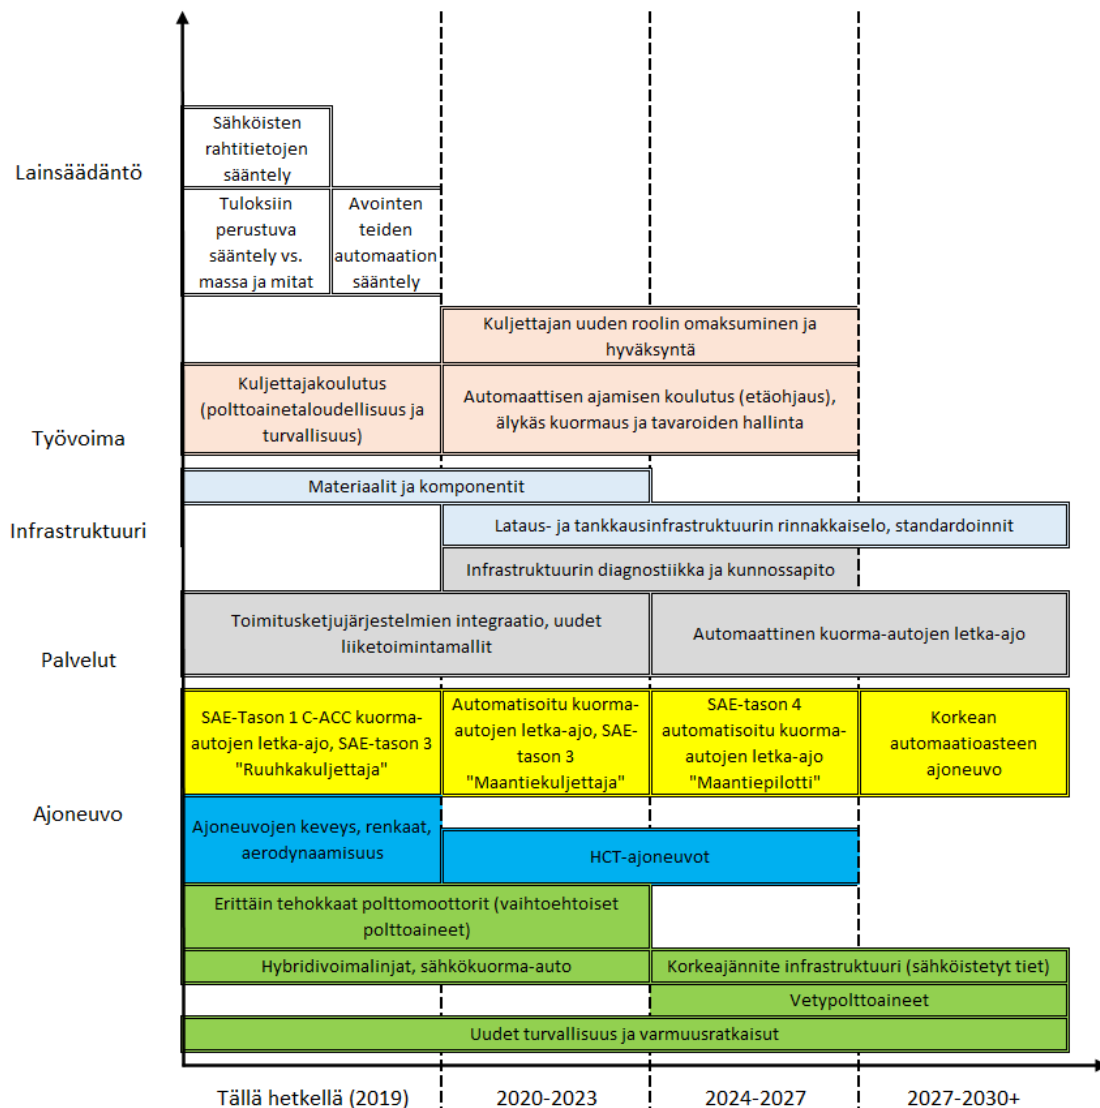 Lainsäädäntö
Sähköisten
rahtitietojen
sääntely
Tuloksiin
perustuva
sääntely vs.
massa ja mitat
Avointen
teiden
automaation
sääntely
Kuljettajan uuden roolin omaksuminen ja
hyväksyntä
Työvoima
Kuljettajakoulutus
(polttoainetaloudellisuus ja
turvallisuus)
Automaattisen ajamisen koulutus (etäohjaus),
älykäs kuormaus ja tavaroiden hallinta
Infrastruktuuri
Materiaalit ja komponentit
Lataus- ja tankkausinfrastruktuurin rinnakkaiselo, standardoinnit
Infrastruktuurin diagnostiikka ja kunnossapito
Palvelut
Toimitusketjujärjestelmien integraatio, uudet
liiketoimintamallit
Automaattinen kuorma-autojen letka-ajo
Ajoneuvo
SAE-Tason 1 C-ACC kuorma-
autojen letka-ajo, SAE-tason 3
"Ruuhkakuljettaja"
Automatisoitu kuorma-
autojen letka-ajo, SAE-
tason 3
"Maantiekuljettaja"
SAE-tason 4
automatisoitu kuorma-
autojen letka-ajo
"Maantiepilotti"
Korkean
automaatioasteen
ajoneuvo
Ajoneuvojen keveys, renkaat,
aerodynaamisuus
HCT-ajoneuvot
Erittäin tehokkaat polttomoottorit (vaihtoehtoiset
polttoaineet)
Hybridivoimalinjat, sähkökuorma-auto
Korkeajännite infrastruktuuri (sähköistetyt tiet)
Vetypolttoaineet
Uudet turvallisuus ja varmuusratkaisut
Tällä hetkellä (2019)
2020-2023
2024-2027
2027-2030+